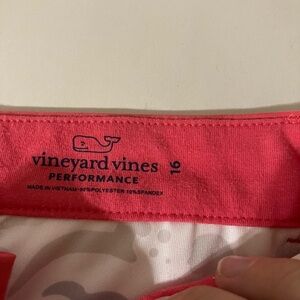 vineyard vines
PERFORMANCE
16
MADE IN VIETNAM•90%POLYESTER 10%SPANDEX